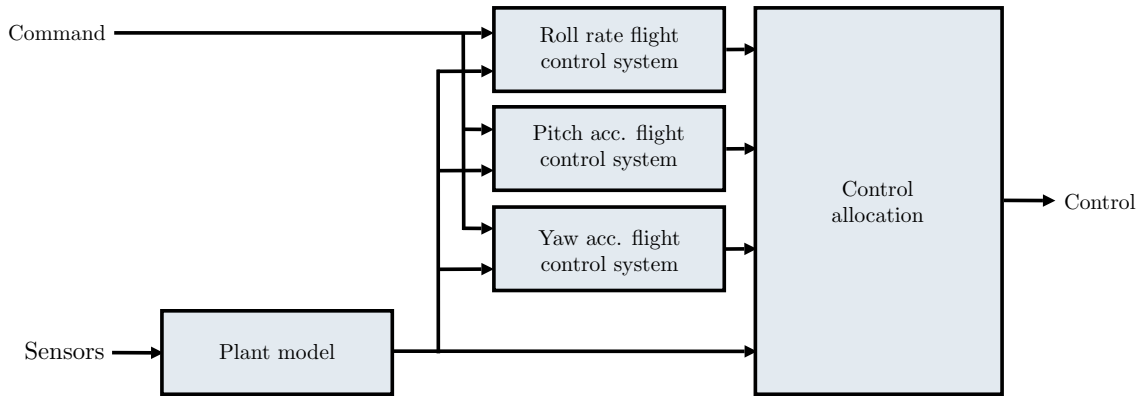 Command
Roll rate flight
control system
Pitch acc. flight
control system
Control
allocation
Control
Yaw acc. flight
control system
Sensors
Plant model